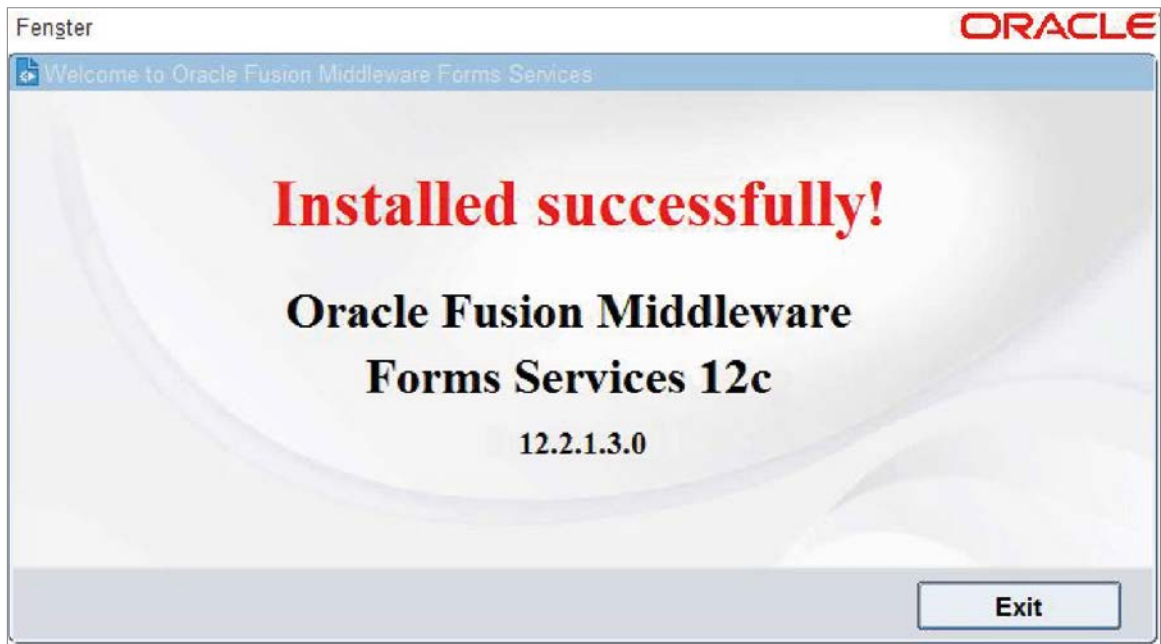 Fenster
ORACLE
Welcome to Oracle Fusion Middleware Forms Services
Installed successfully!
Oracle Fusion Middleware
Forms Services 12c
12.2.1.3.0
Exit